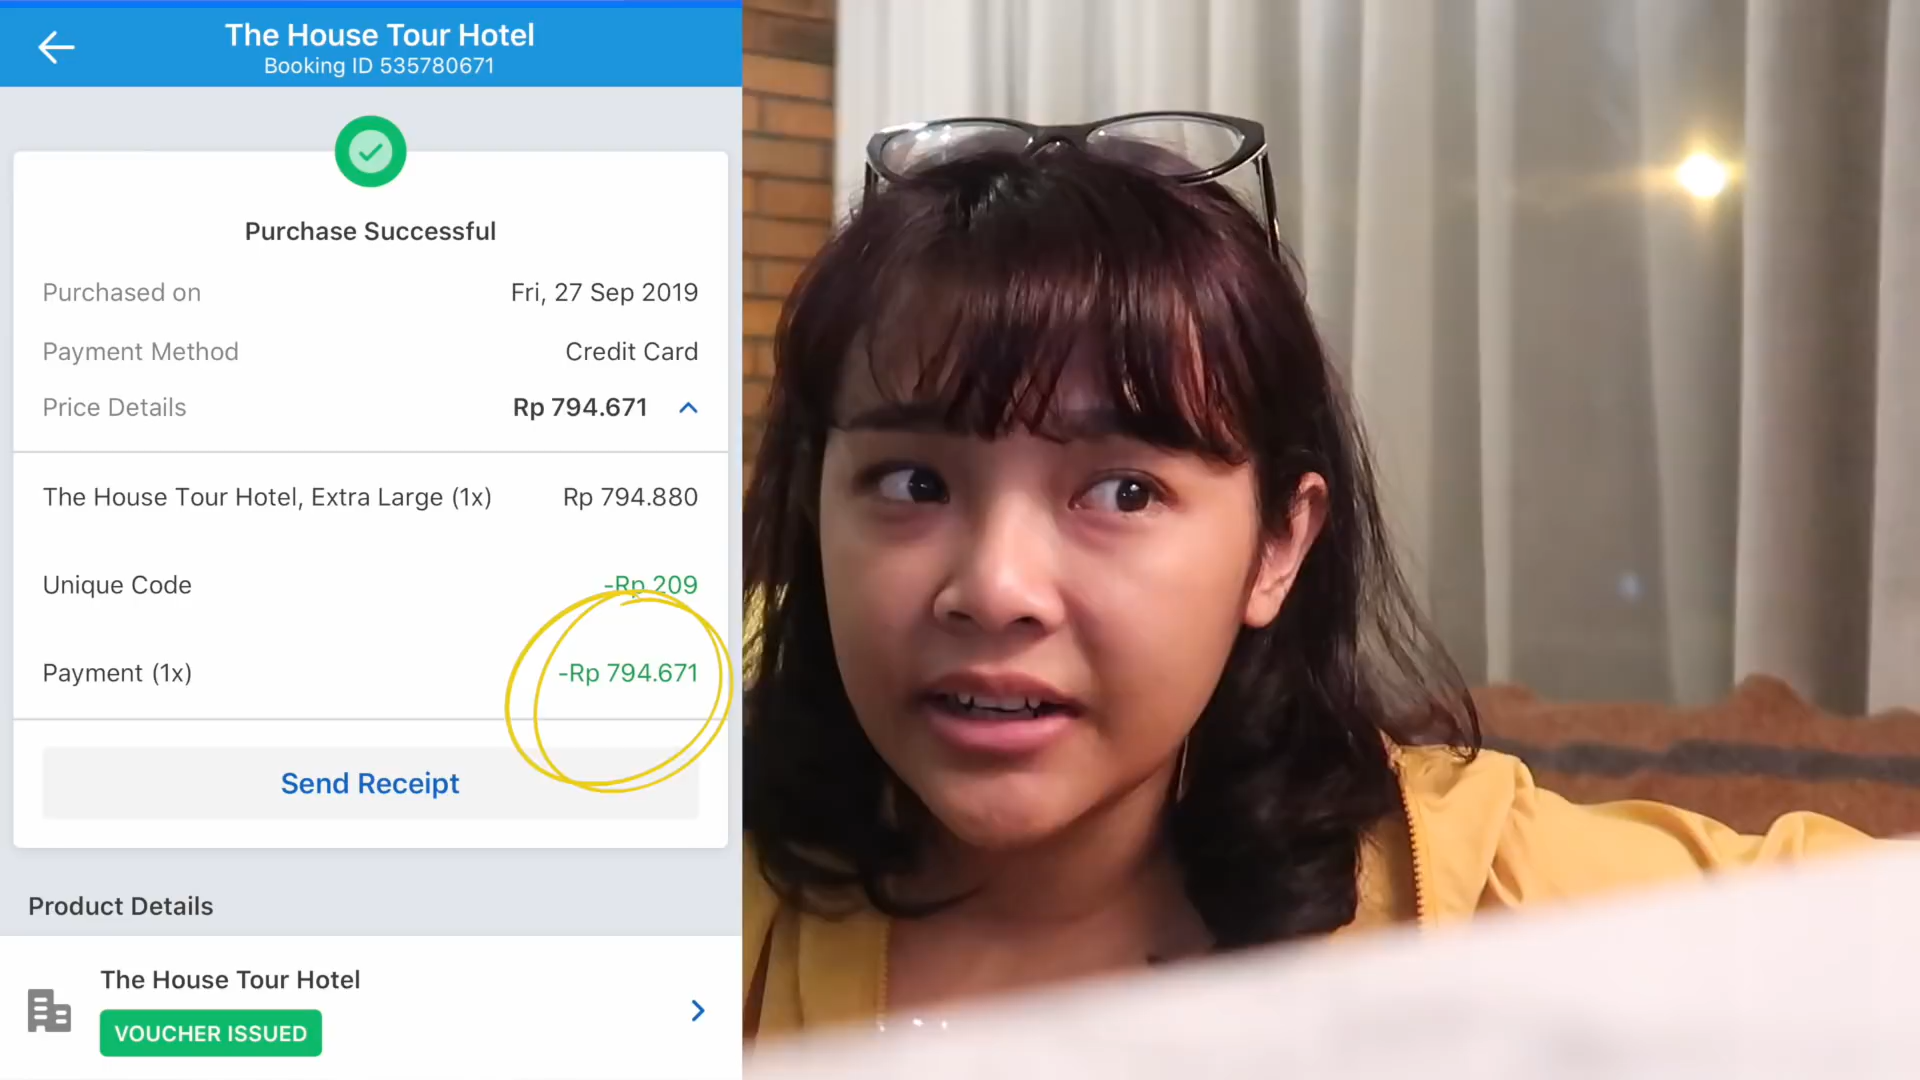 The House Tour Hotel
Booking ID 535780671
Purchase Successful
Purchased on Fri, 27 Sep 2019
Payment Method Credit Card
Price Details Rp 794.671
The House Tour Hotel, Extra Large (1x) Rp 794.880
Unique Code -Rp 209
Payment (1x) -Rp 794.671
Send Receipt
Product Details
The House Tour Hotel
VOUCHER ISSUED